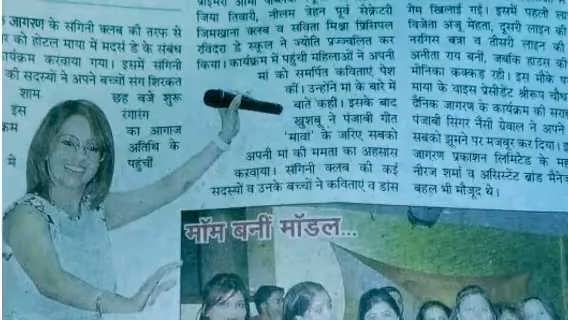 जागरण के संगिनी क्लब की तरफ से
र को होटल माया में मदर्स डे के संबंध
र्यक्रम करवाया गया। इसमें संगिनी
की सदस्यों ने अपने बच्चों संग शिरकत
शाम छह बजे शुरू
इस रंगारंग
क्रम का आगाज
अतिथि के
में पहुंचीं
जिया तिवारी, नीलम त्रेहन पूर्व सेक्रेटरी
जिमखाना क्लब व सविता मिश्रा प्रिंसिपल
रविंदरा डे स्कूल ने ज्योति प्रज्ज्वलित कर
किया। कार्यक्रम में पहुंची महिलाओं ने अपनी
मां को समर्पित कविताएं पेश
कीं। उन्होंने मां के बारे में
बातें कही। इसके बाद
खुशबू ने पंजाबी गीत
'मावां' के जरिए सबको
अपनी मां की ममता का अहसास
करवाया। संगिनी क्लब की कई
सदस्यों व उनके बच्चों ने कविताएं व डांस
गेम खिलाई गई। इसमें पहली ला
विजेता अंजू मेहता, दूसरी लाइन की
नरगिस बत्रा व तीसरी लाइन की
अनीता राय बनीं, जबकि हाउस की
मोनिका कक्कड़ रही। इस मौके प
माया के वाइस प्रेसीडेंट श्रीरूप चौध
दैनिक जागरण के कार्यक्रम की सराह
पंजाबी सिंगर नैंसी ग्रेवाल ने अपने
सबको झूमने पर मजबूर कर दिया। इ
जागरण प्रकाशन लिमिटेड के मह
नीरज शर्मा व असिस्टेंट ब्रांड मैनेज
बहल भी मौजूद थे।
मॉम बनीं मॉडल...